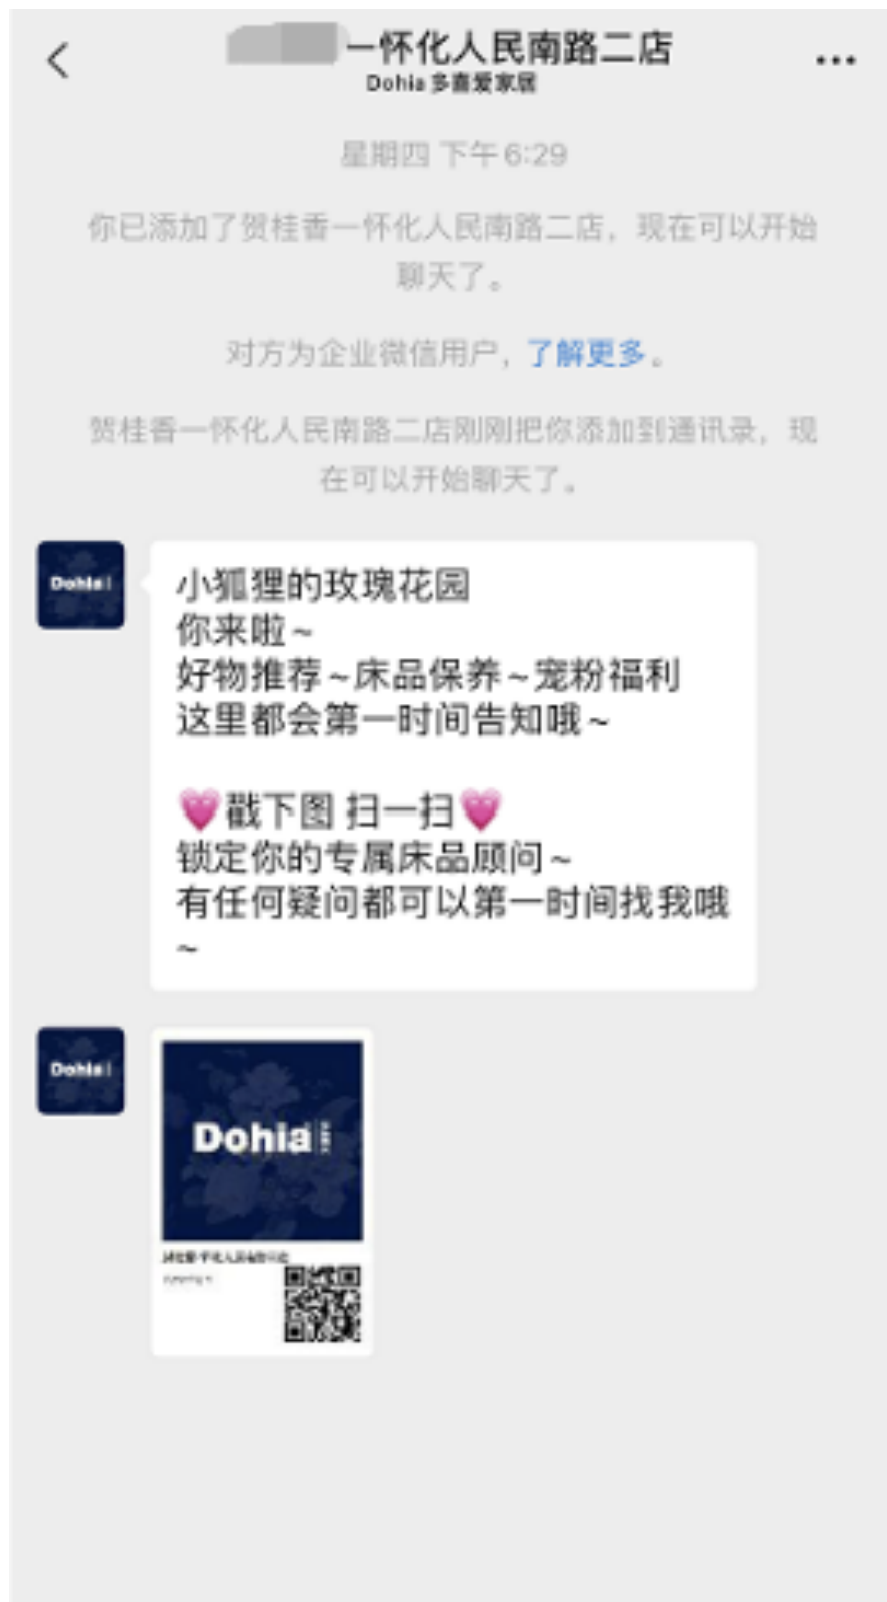 一怀化人民南路二店
Dohia 多喜爱家居
星期四 下午 6:29
你已添加了贺桂香一怀化人民南路二店，现在可以开始
聊天了。
对方为企业微信用户，了解更多。
贺桂香一怀化人民南路二店刚刚把你添加到通讯录，现
在可以开始聊天了。
Dohia
小狐狸的玫瑰花园
你来啦~
好物推荐~床品保养~宠粉福利
这里都会第一时间告知哦~
💗戳下图 扫一扫💗
锁定你的专属床品顾问~
有任何疑问都可以第一时间找我哦
~
Dohia
Dohia